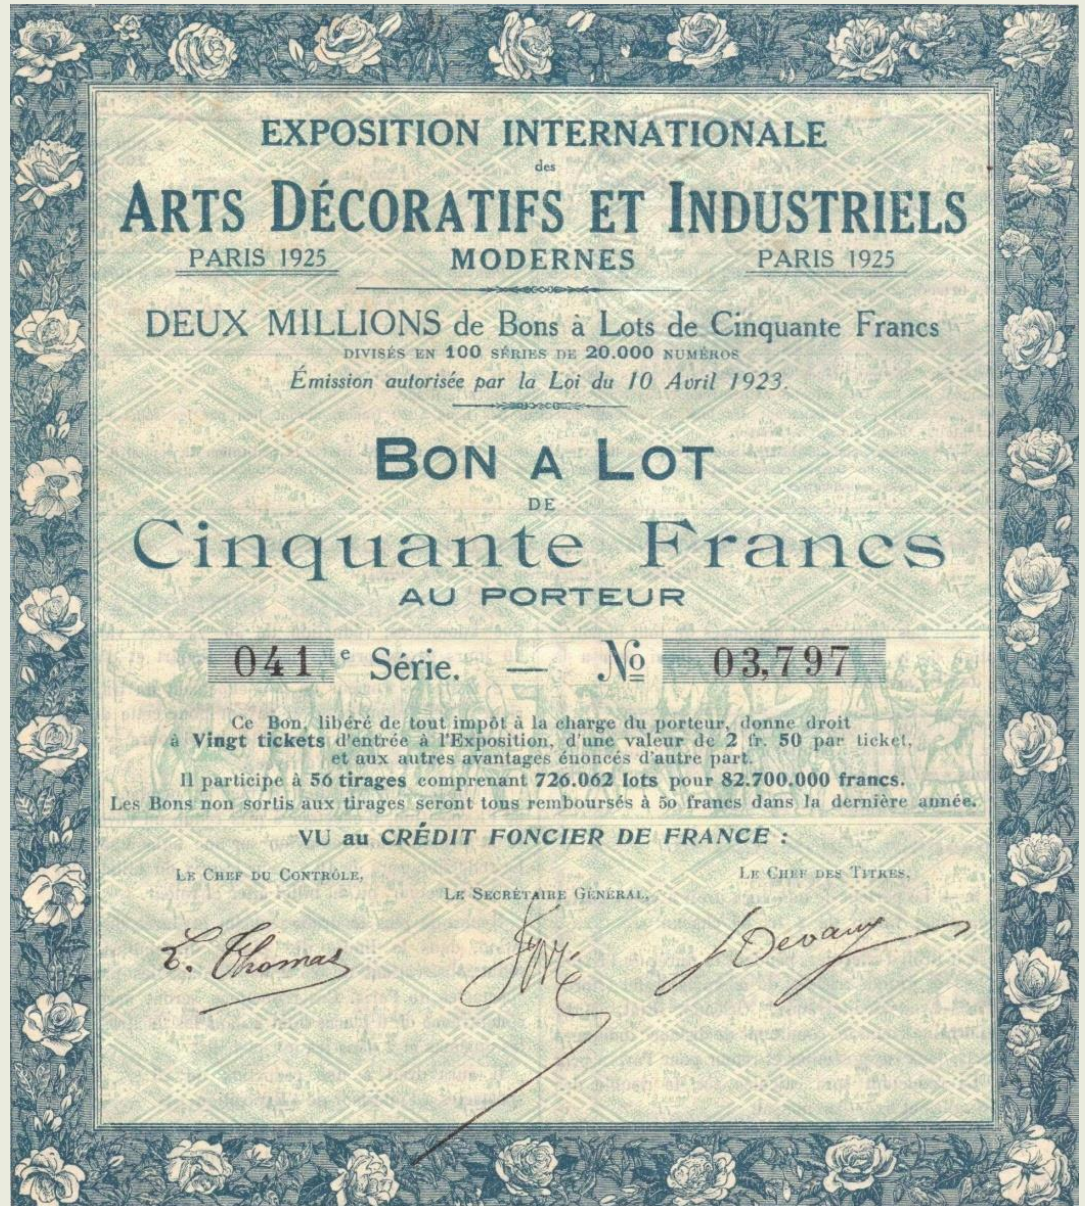 EXPOSITION INTERNATIONALE
des
ARTS DÉCORATIFS ET INDUSTRIELS
PARIS 1925 MODERNES PARIS 1925
DEUX MILLIONS de Bons à Lots de Cinquante Francs
DIVISÉS EN 100 SÉRIES DE 20.000 NUMÉROS
Émission autorisée par la Loi du 10 Avril 1923.
BON A LOT
DE
Cinquante Francs
AU PORTEUR
041e Série. — No 03,797
Ce Bon, libéré de tout impôt à la charge du porteur, donne droit
à Vingt tickets d'entrée à l'Exposition, d'une valeur de 2 fr. 50 par ticket,
et aux autres avantages énoncés d'autre part.
Il participe à 56 tirages comprenant 726.062 lots pour 82.700.000 francs.
Les Bons non sortis aux tirages seront tous remboursés à 50 francs dans la dernière année.
VU au CRÉDIT FONCIER DE FRANCE :
LE CHEF DU CONTRÔLE,
LE SECRÉTAIRE GÉNÉRAL,
LE CHEF DES TITRES,
Thomas
Devaux